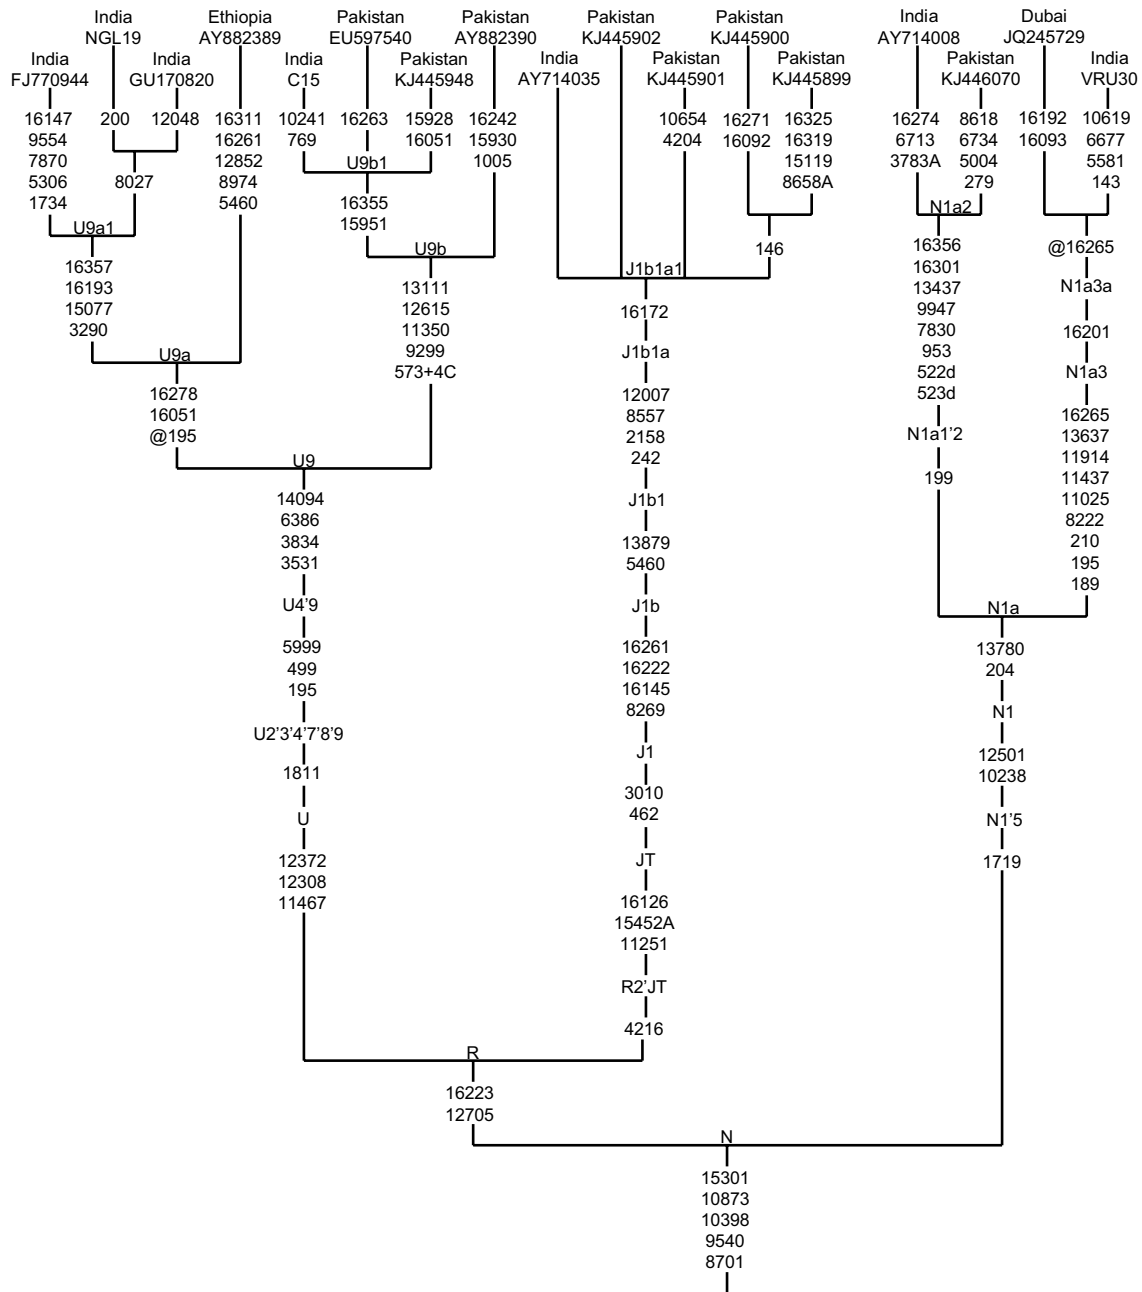 India
NGL19
Ethiopia
AY882389
Pakistan
EU597540
Pakistan
AY882390
Pakistan
KJ445902
Pakistan
KJ445900
India
AY714008
Dubai
JQ245729
India
FJ770944
India
GU170820
India
C15
Pakistan
KJ445948
India
AY714035
Pakistan
KJ445901
Pakistan
KJ445899
Pakistan
KJ446070
India
VRU30
16147
9554
7870
5306
1734
200
12048
8027
U9a1
16357
16193
15077
3290
16311
16261
12852
8974
5460
U9a
16278
16051
@195
10241
769
16263
15928
16051
U9b1
16355
15951
16242
15930
1005
U9b
13111
12615
11350
9299
573+4C
U9
14094
6386
3834
3531
U4'9
5999
499
195
U2'3'4'7'8'9
1811
U
12372
12308
11467
10654
4204
16271
16092
16325
16319
15119
8658A
146
J1b1a1
16172
J1b1a
12007
8557
2158
242
J1b1
13879
5460
J1b
16261
16222
16145
8269
J1
3010
462
JT
16126
15452A
11251
R2'JT
4216
R
16223
12705
16274
6713
3783A
8618
6734
5004
279
N1a2
16356
16301
13437
9947
7830
953
522d
523d
N1a1'2
199
16192
16093
10619
6677
5581
143
@16265
N1a3a
16201
N1a3
16265
13637
11914
11437
11025
8222
210
195
189
N1a
13780
204
N1
12501
10238
N1'5
1719
N
15301
10873
10398
9540
8701